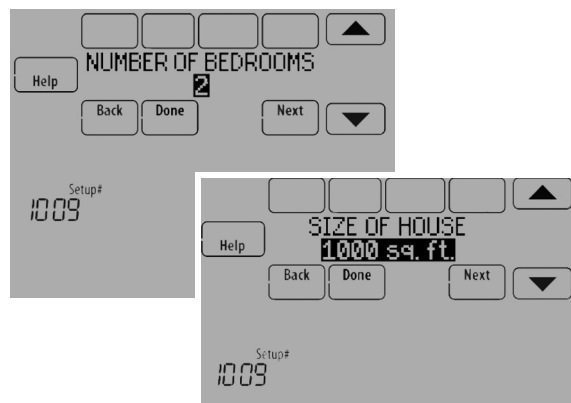 NUMBER OF BEDROOMS
Help
2
Back Done Next
Setup#
1009
SIZE OF HOUSE
Help
1000 sq. ft.
Back Done Next
Setup#
1009